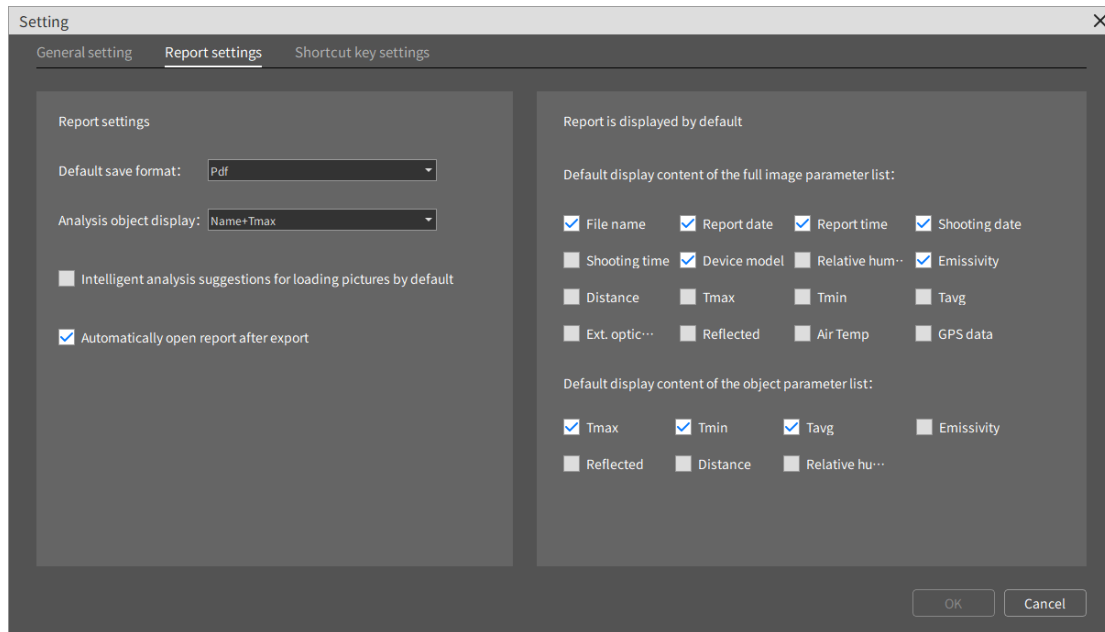 Setting
General setting Report settings Shortcut key settings
Report settings
Default save format: Pdf
Analysis object display: Name+Tmax
Intelligent analysis suggestions for loading pictures by default
Automatically open report after export
Report is displayed by default
Default display content of the full image parameter list:
File name Report date Report time Shooting date
Shooting time Device model Relative hum··· Emissivity
Distance Tmax Tmin Tavg
Ext. optic··· Reflected Air Temp GPS data
Default display content of the object parameter list:
Tmax Tmin Tavg Emissivity
Reflected Distance Relative hu···
OK Cancel